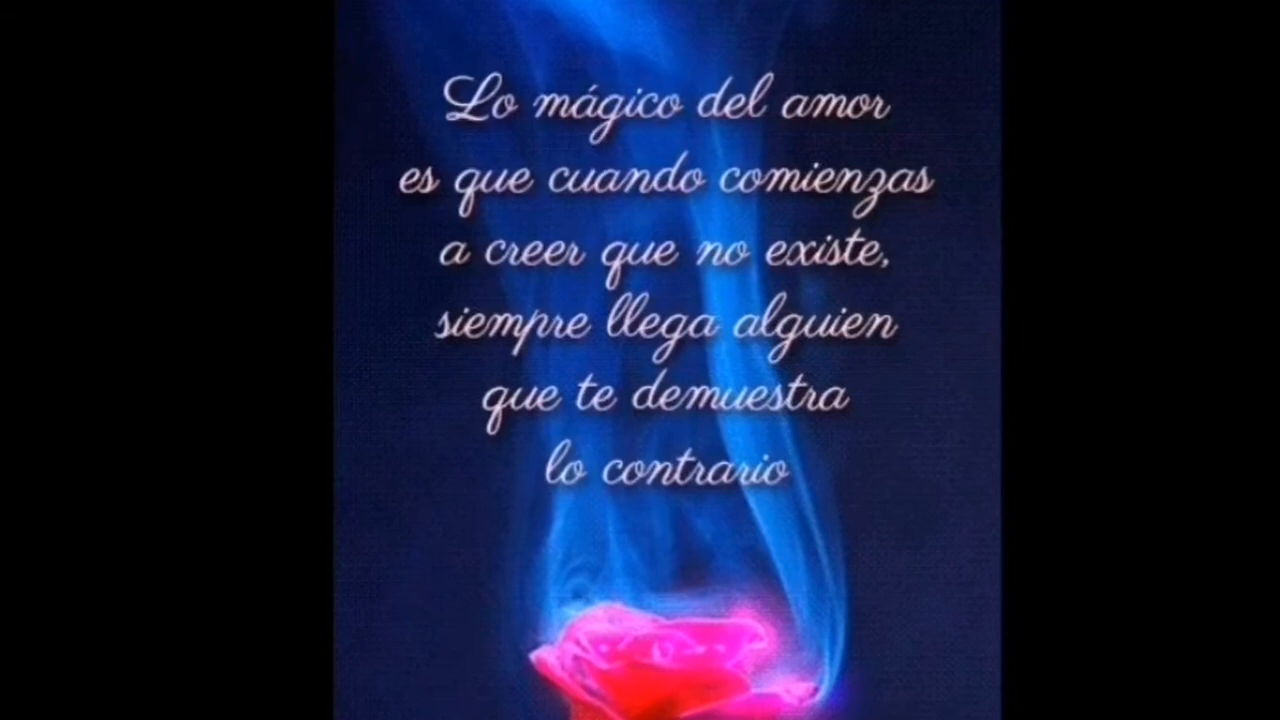 Lo mágico del amor
es que cuando comienzas
a creer que no existe,
siempre llega alguien
que te demuestra
lo contrario